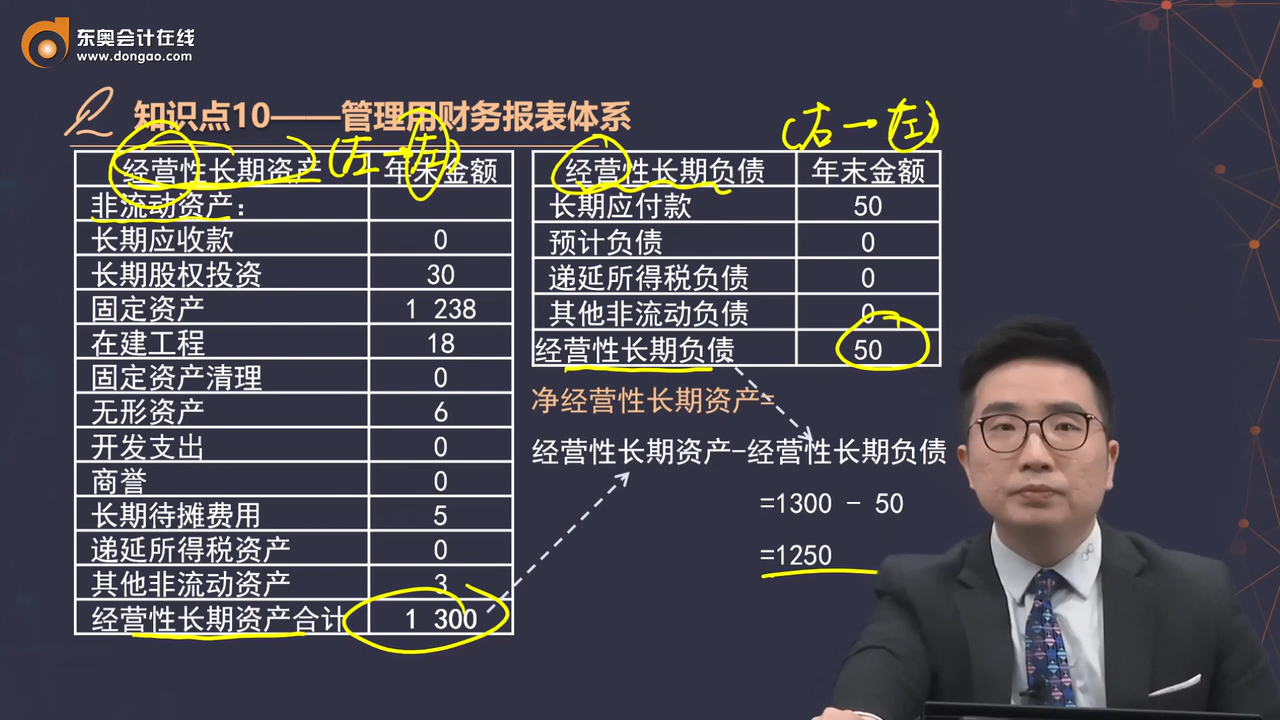 东奥会计在线
www.dongao.com
知识点10——管理用财务报表体系
(左→左)
(右→左)
经营性长期资产 年末金额
非流动资产：
长期应收款 0
长期股权投资 30
固定资产 1 238
在建工程 18
固定资产清理 0
无形资产 6
开发支出 0
商誉 0
长期待摊费用 5
递延所得税资产 0
其他非流动资产 3
经营性长期资产合计 1 300
经营性长期负债 年末金额
长期应付款 50
预计负债 0
递延所得税负债 0
其他非流动负债 0
经营性长期负债 50
净经营性长期资产=
经营性长期资产-经营性长期负债
=1300 - 50
=1250